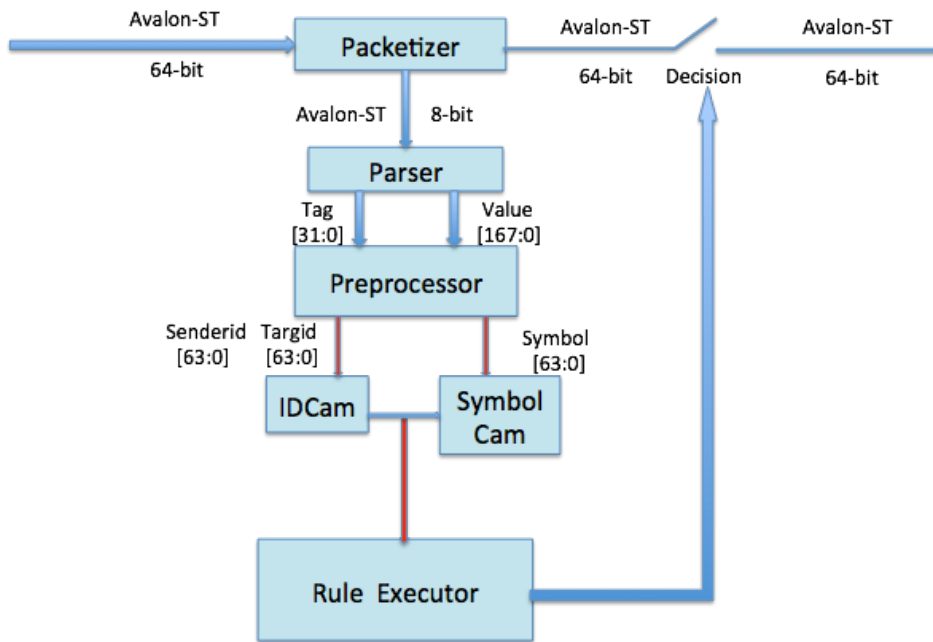 Avalon-ST
64-bit
Packetizer
Avalon-ST
64-bit
Decision
Avalon-ST
64-bit
Avalon-ST 8-bit
Parser
Tag
[31:0]
Value
[167:0]
Preprocessor
Senderid Targid
[63:0] [63:0]
Symbol
[63:0]
IDCam
Symbol
Cam
Rule Executor